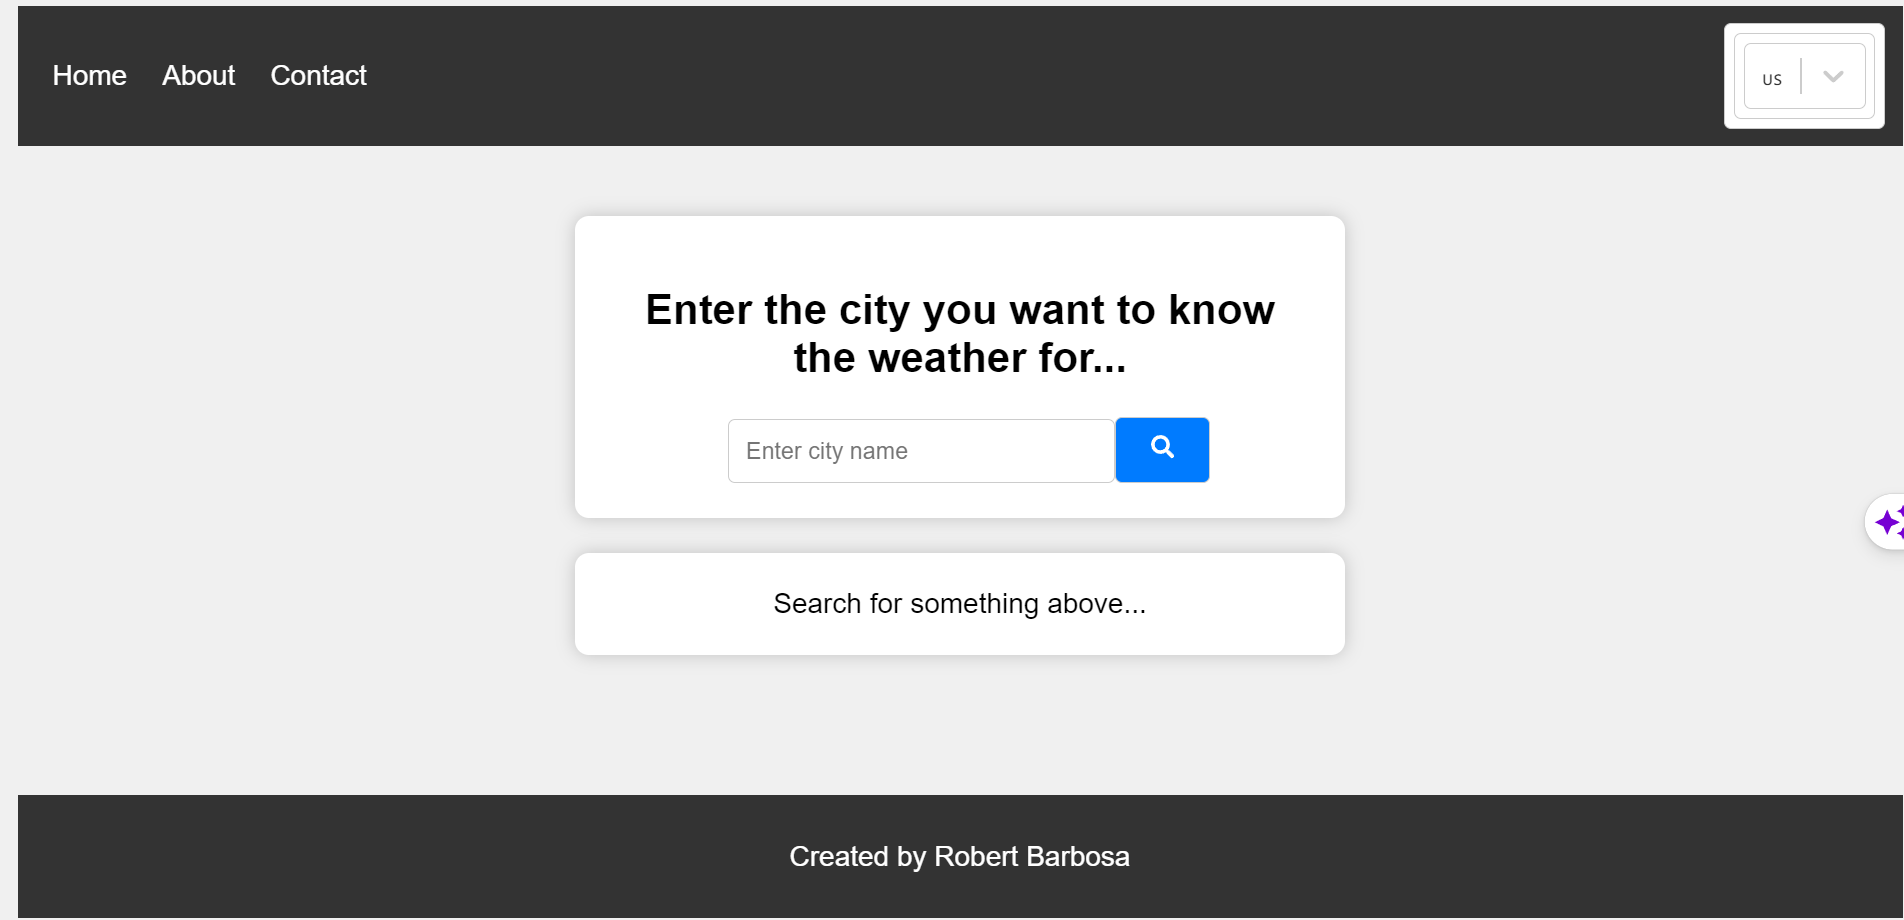 Home About Contact
US
Enter the city you want to know
the weather for...
Enter city name
Search for something above...
Created by Robert Barbosa